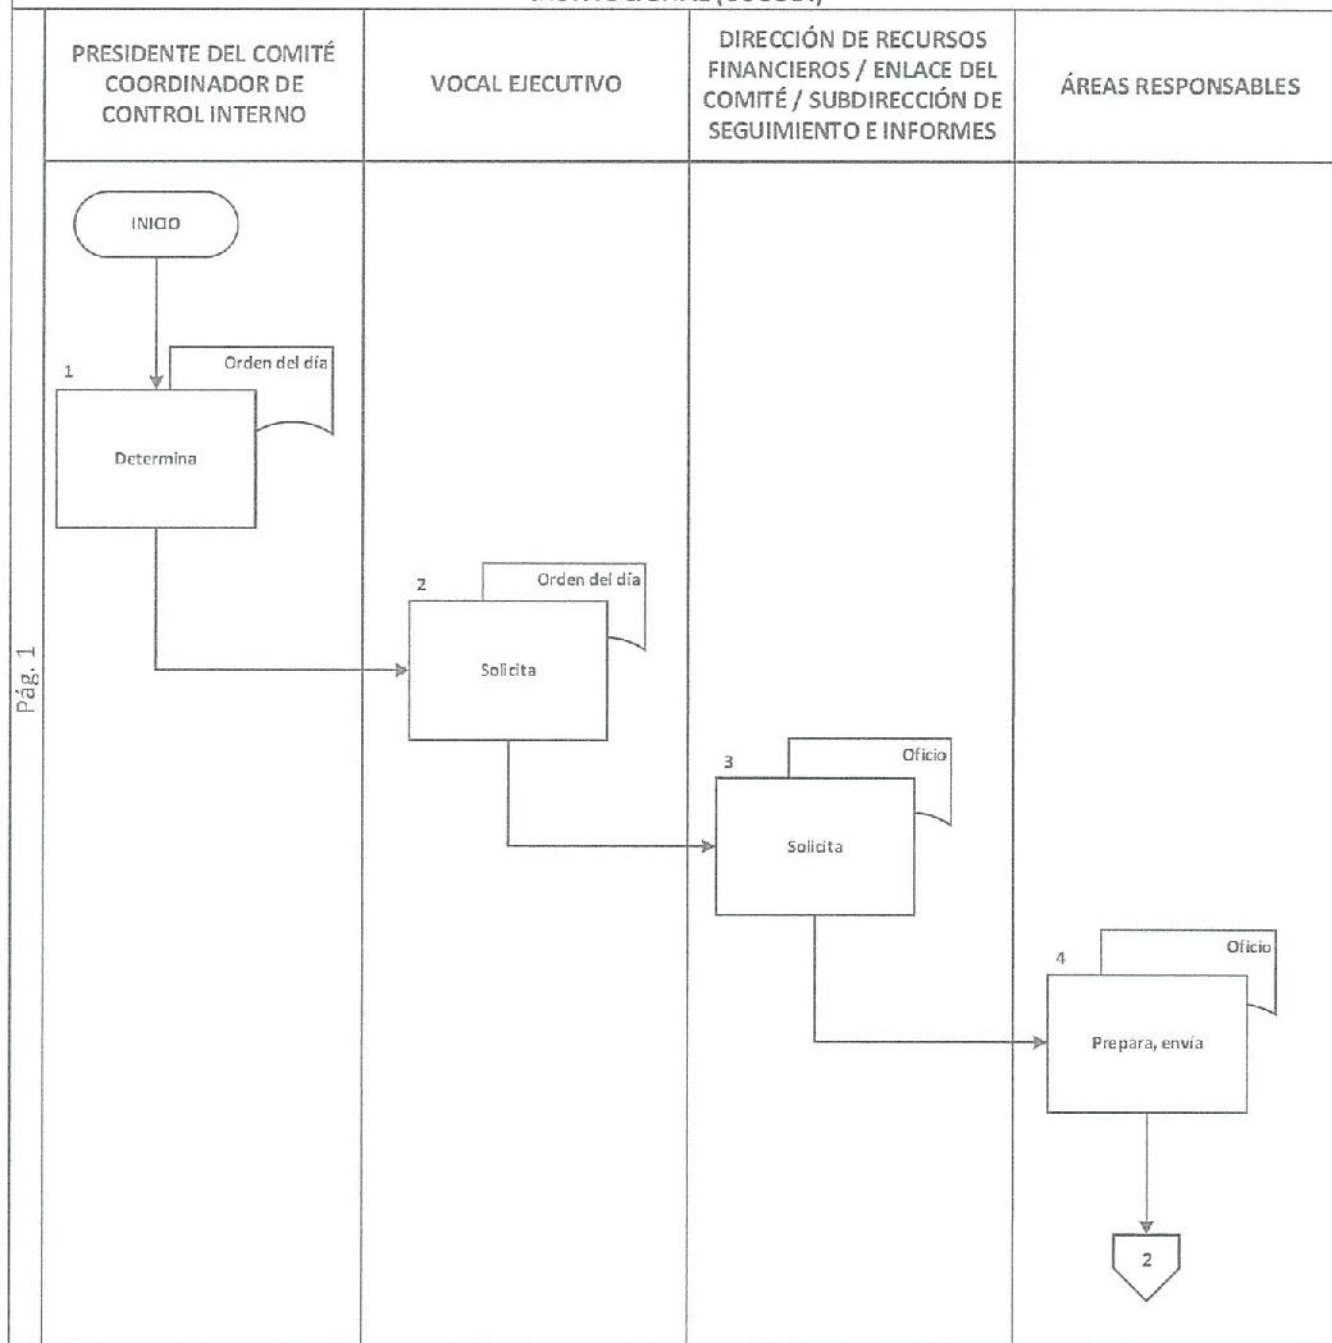 PRESIDENTE DEL COMITÉ
COORDINADOR DE
CONTROL INTERNO
VOCAL EJECUTIVO
DIRECCIÓN DE RECURSOS
FINANCIEROS / ENLACE DEL
COMITÉ / SUBDIRECCIÓN DE
SEGUIMIENTO E INFORMES
ÁREAS RESPONSABLES
Pág. 1
INICIO
Orden del día
1
Determina
Orden del día
2
Solicita
Oficio
3
Solicita
Oficio
4
Prepara, envía
2